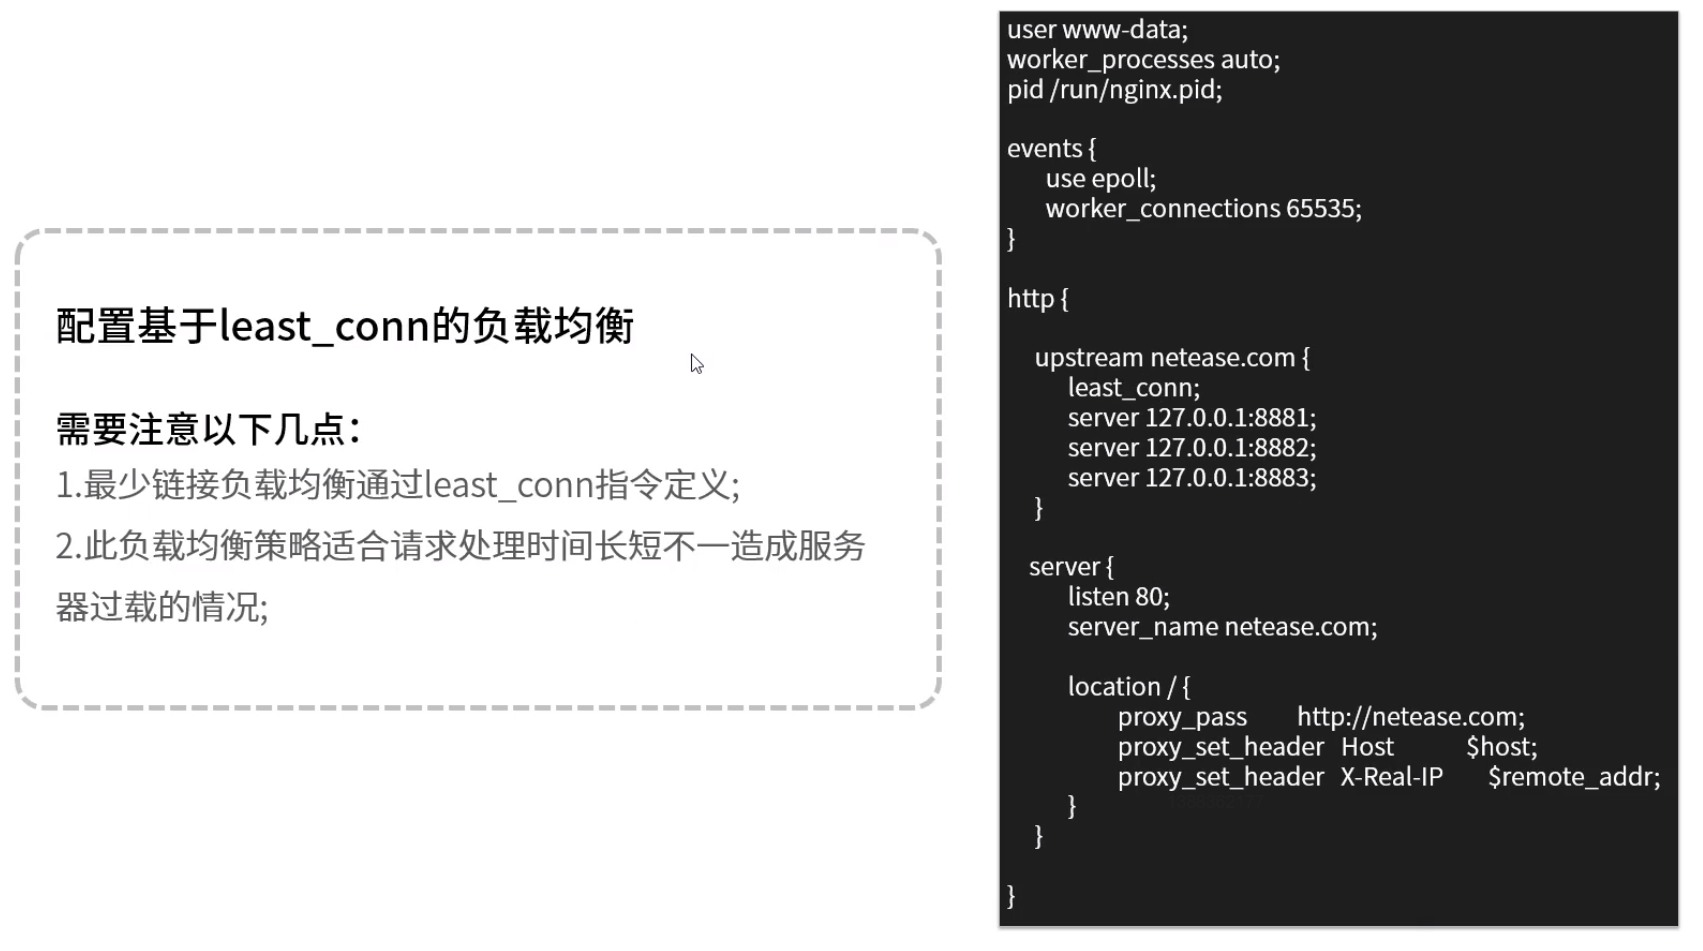 配置基于least_conn的负载均衡
需要注意以下几点：
1.最少链接负载均衡通过least_conn指令定义;
2.此负载均衡策略适合请求处理时间长短不一造成服务
器过载的情况;
user www-data;
worker_processes auto;
pid /run/nginx.pid;
events {
use epoll;
worker_connections 65535;
}
http {
upstream netease.com {
least_conn;
server 127.0.0.1:8881;
server 127.0.0.1:8882;
server 127.0.0.1:8883;
}
server {
listen 80;
server_name netease.com;
location / {
proxy_pass http://netease.com;
proxy_set_header Host $host;
proxy_set_header X-Real-IP $remote_addr;
}
}
}